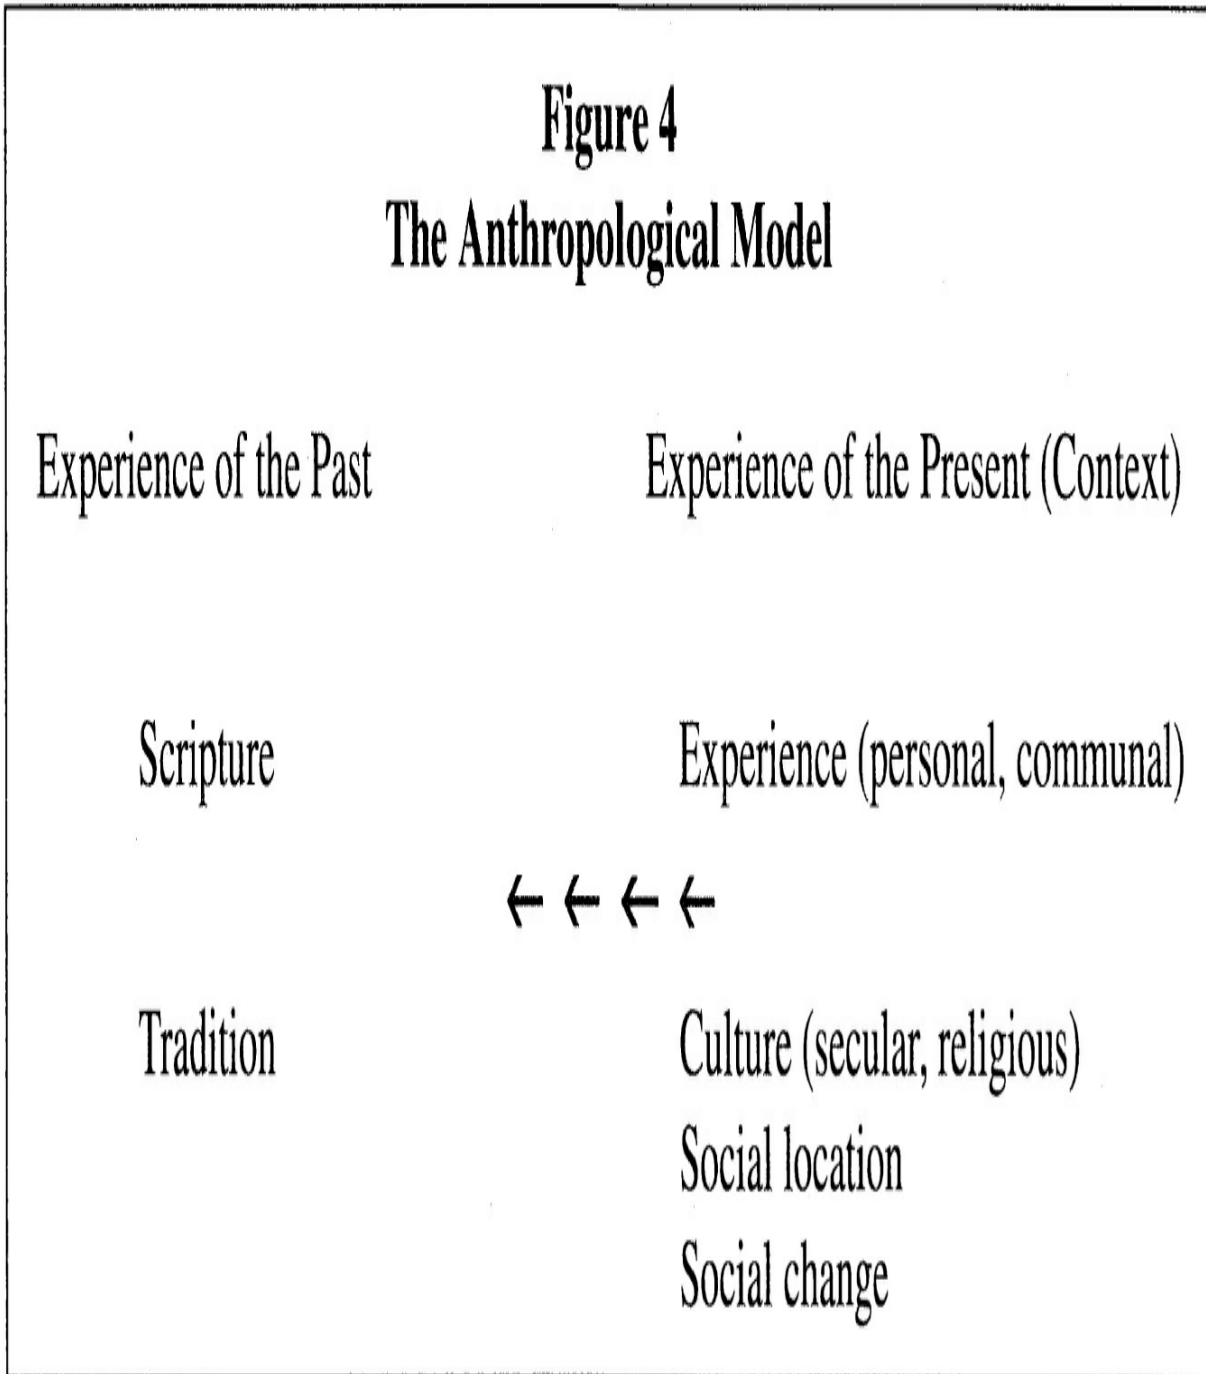 Figure 4
The Anthropological Model
Experience of the Past
Experience of the Present (Context)
Scripture
Experience (personal, communal)
← ← ← ←
Tradition
Culture (secular, religious)
Social location
Social change